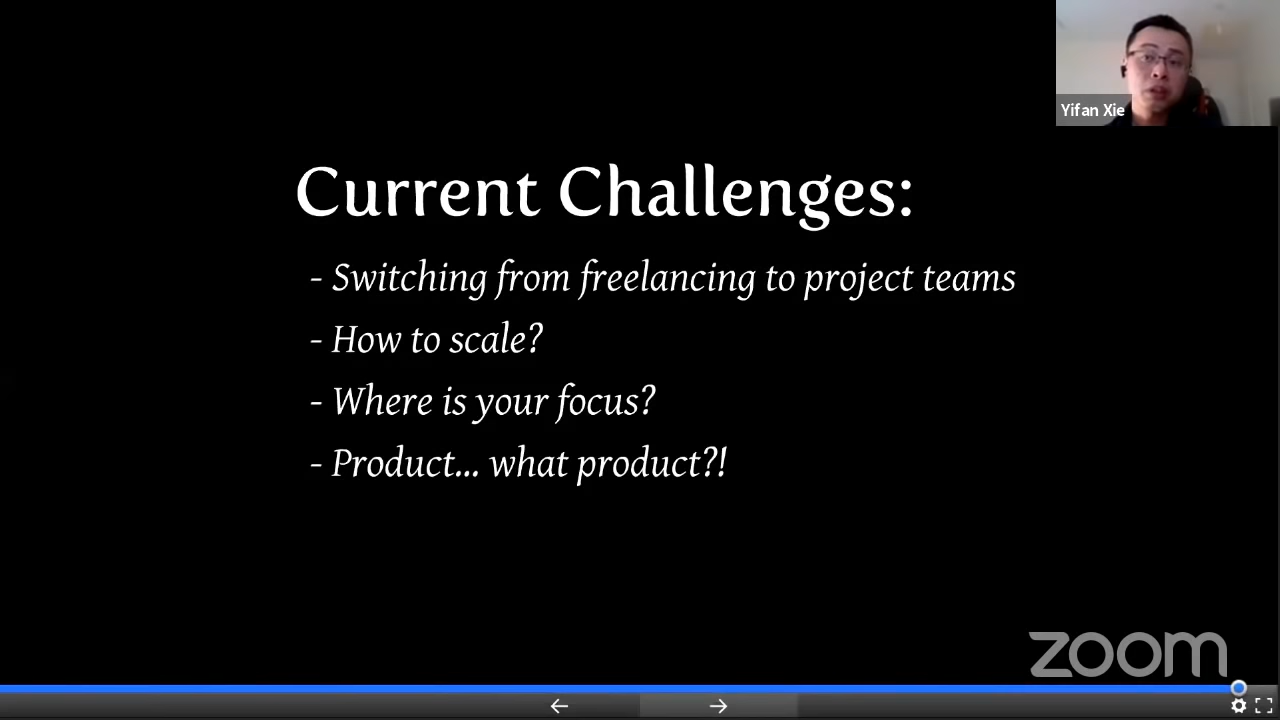 Yifan Xie
Current Challenges:
- Switching from freelancing to project teams
- How to scale?
- Where is your focus?
- Product... what product?!
zoom